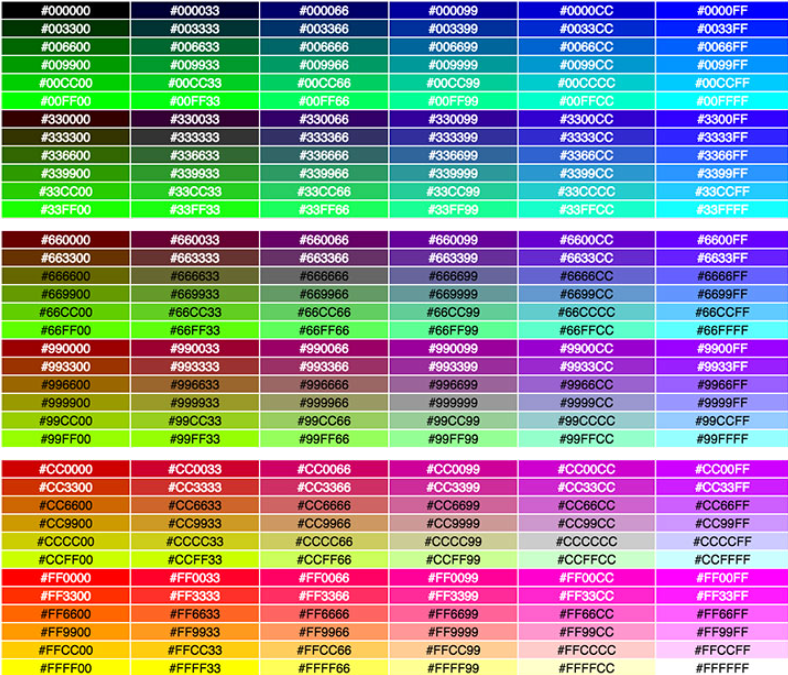 #000000 #000033 #000066 #000099 #0000CC #0000FF
#003300 #003333 #003366 #003399 #0033CC #0033FF
#006600 #006633 #006666 #006699 #0066CC #0066FF
#009900 #009933 #009966 #009999 #0099CC #0099FF
#00CC00 #00CC33 #00CC66 #00CC99 #00CCCC #00CCFF
#00FF00 #00FF33 #00FF66 #00FF99 #00FFCC #00FFFF
#330000 #330033 #330066 #330099 #3300CC #3300FF
#333300 #333333 #333366 #333399 #3333CC #3333FF
#336600 #336633 #336666 #336699 #3366CC #3366FF
#339900 #339933 #339966 #339999 #3399CC #3399FF
#33CC00 #33CC33 #33CC66 #33CC99 #33CCCC #33CCFF
#33FF00 #33FF33 #33FF66 #33FF99 #33FFCC #33FFFF
#660000 #660033 #660066 #660099 #6600CC #6600FF
#663300 #663333 #663366 #663399 #6633CC #6633FF
#666600 #666633 #666666 #666699 #6666CC #6666FF
#669900 #669933 #669966 #669999 #6699CC #6699FF
#66CC00 #66CC33 #66CC66 #66CC99 #66CCCC #66CCFF
#66FF00 #66FF33 #66FF66 #66FF99 #66FFCC #66FFFF
#990000 #990033 #990066 #990099 #9900CC #9900FF
#993300 #993333 #993366 #993399 #9933CC #9933FF
#996600 #996633 #996666 #996699 #9966CC #9966FF
#999900 #999933 #999966 #999999 #9999CC #9999FF
#99CC00 #99CC33 #99CC66 #99CC99 #99CCCC #99CCFF
#99FF00 #99FF33 #99FF66 #99FF99 #99FFCC #99FFFF
#CC0000 #CC0033 #CC0066 #CC0099 #CC00CC #CC00FF
#CC3300 #CC3333 #CC3366 #CC3399 #CC33CC #CC33FF
#CC6600 #CC6633 #CC6666 #CC6699 #CC66CC #CC66FF
#CC9900 #CC9933 #CC9966 #CC9999 #CC99CC #CC99FF
#CCCC00 #CCCC33 #CCCC66 #CCCC99 #CCCCCC #CCCCFF
#CCFF00 #CCFF33 #CCFF66 #CCFF99 #CCFFCC #CCFFFF
#FF0000 #FF0033 #FF0066 #FF0099 #FF00CC #FF00FF
#FF3300 #FF3333 #FF3366 #FF3399 #FF33CC #FF33FF
#FF6600 #FF6633 #FF6666 #FF6699 #FF66CC #FF66FF
#FF9900 #FF9933 #FF9966 #FF9999 #FF99CC #FF99FF
#FFCC00 #FFCC33 #FFCC66 #FFCC99 #FFCCCC #FFCCFF
#FFFF00 #FFFF33 #FFFF66 #FFFF99 #FFFFCC #FFFFFF